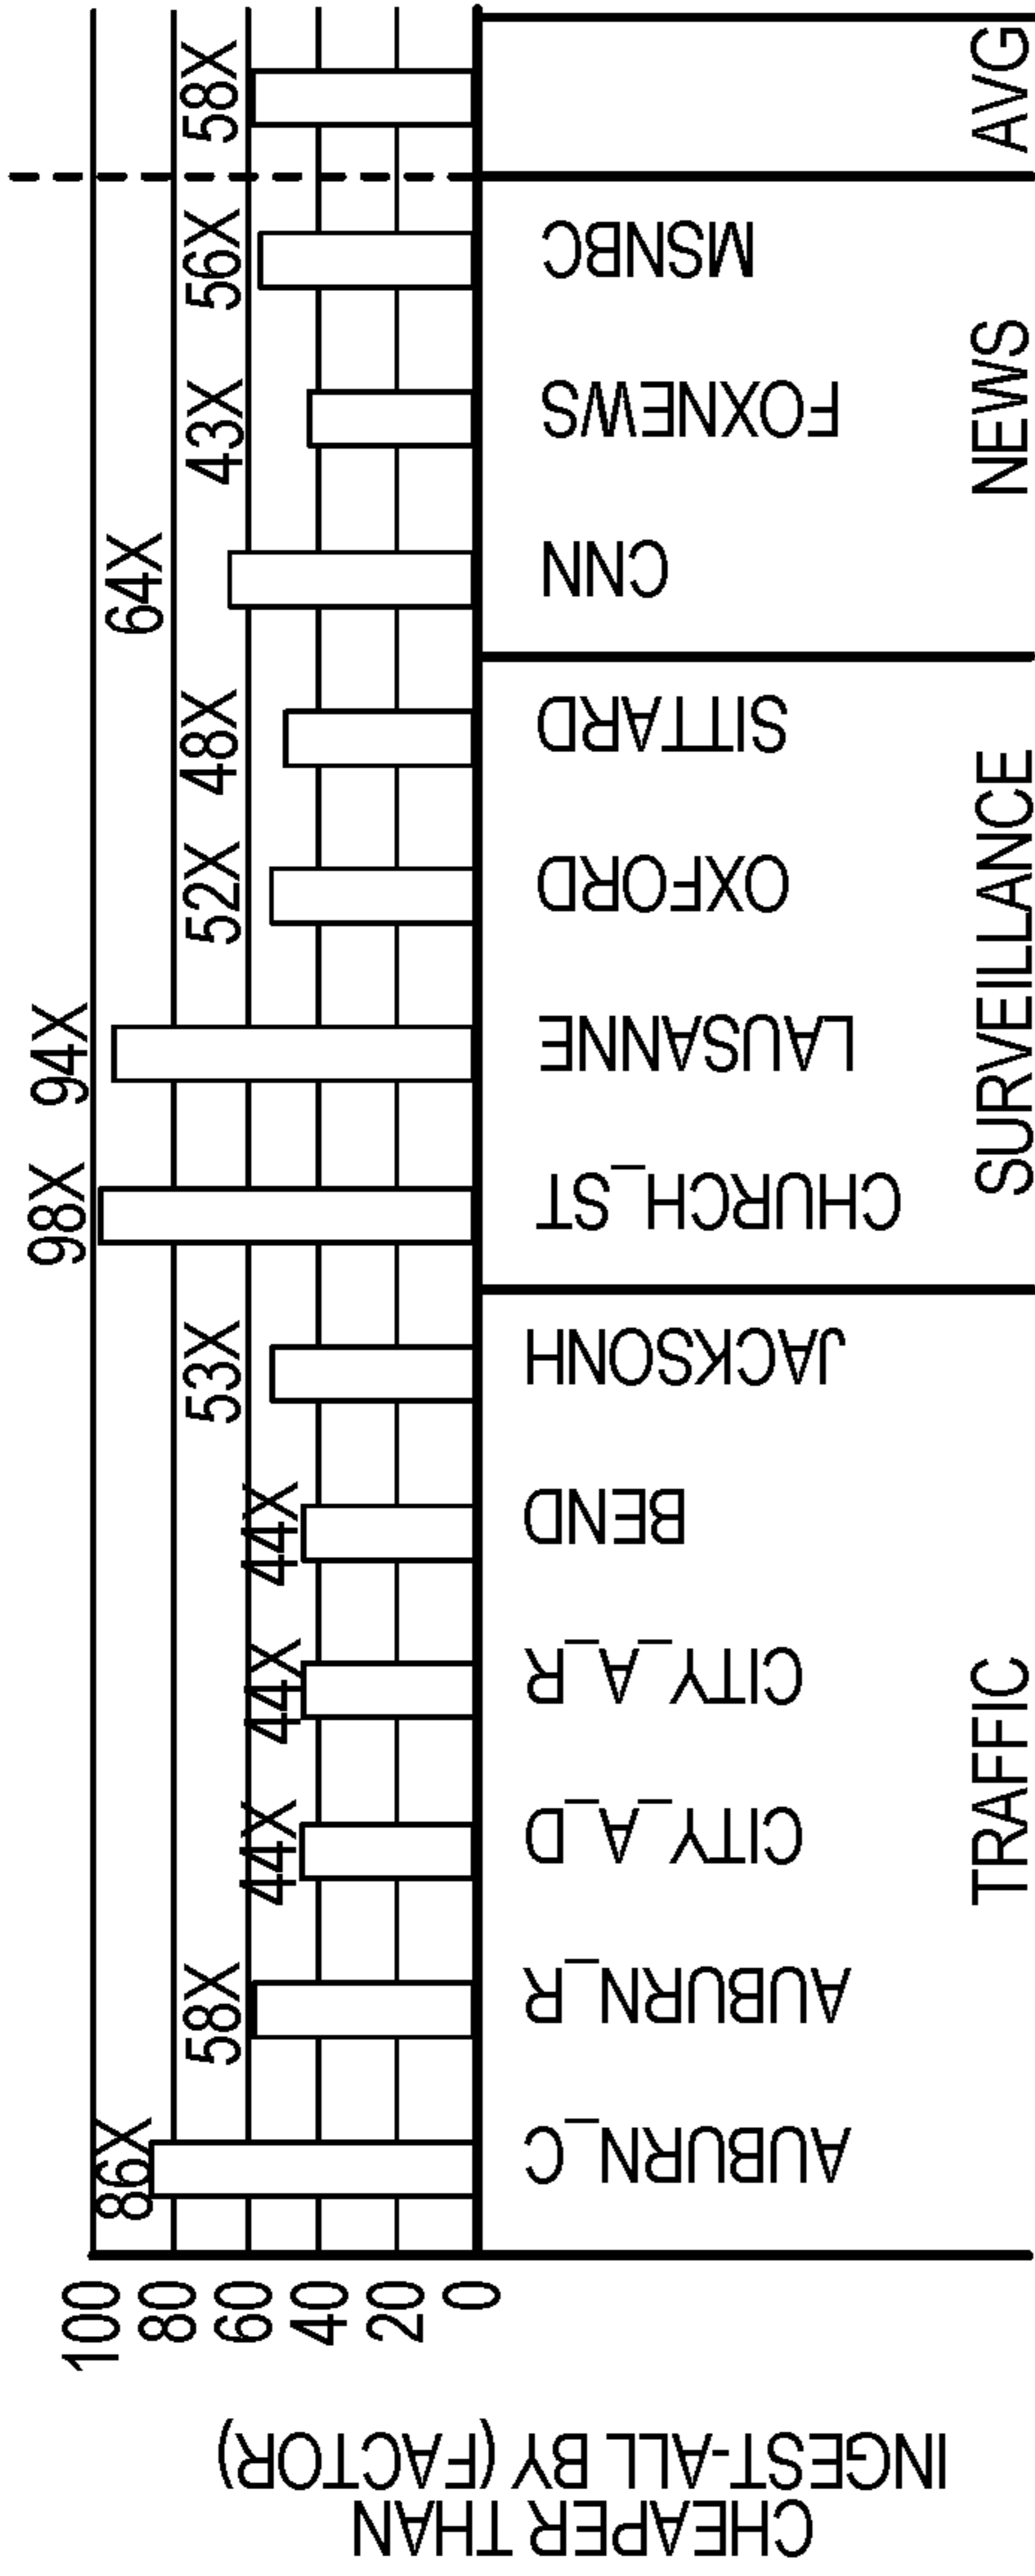 CHEAPER THAN
INGEST-ALL BY (FACTOR)
100
80
60
40
20
0
86X
58X
44X
44X
44X
53X
98X
94X
52X
48X
64X
43X
56X
58X
AUBURN_C
AUBURN_R
CITY_A_D
CITY_A_R
BEND
JACKSONH
CHURCH_ST
LAUSANNE
OXFORD
SITTARD
CNN
FOXNEWS
MSNBC
TRAFFIC
SURVEILLANCE
NEWS
AVG